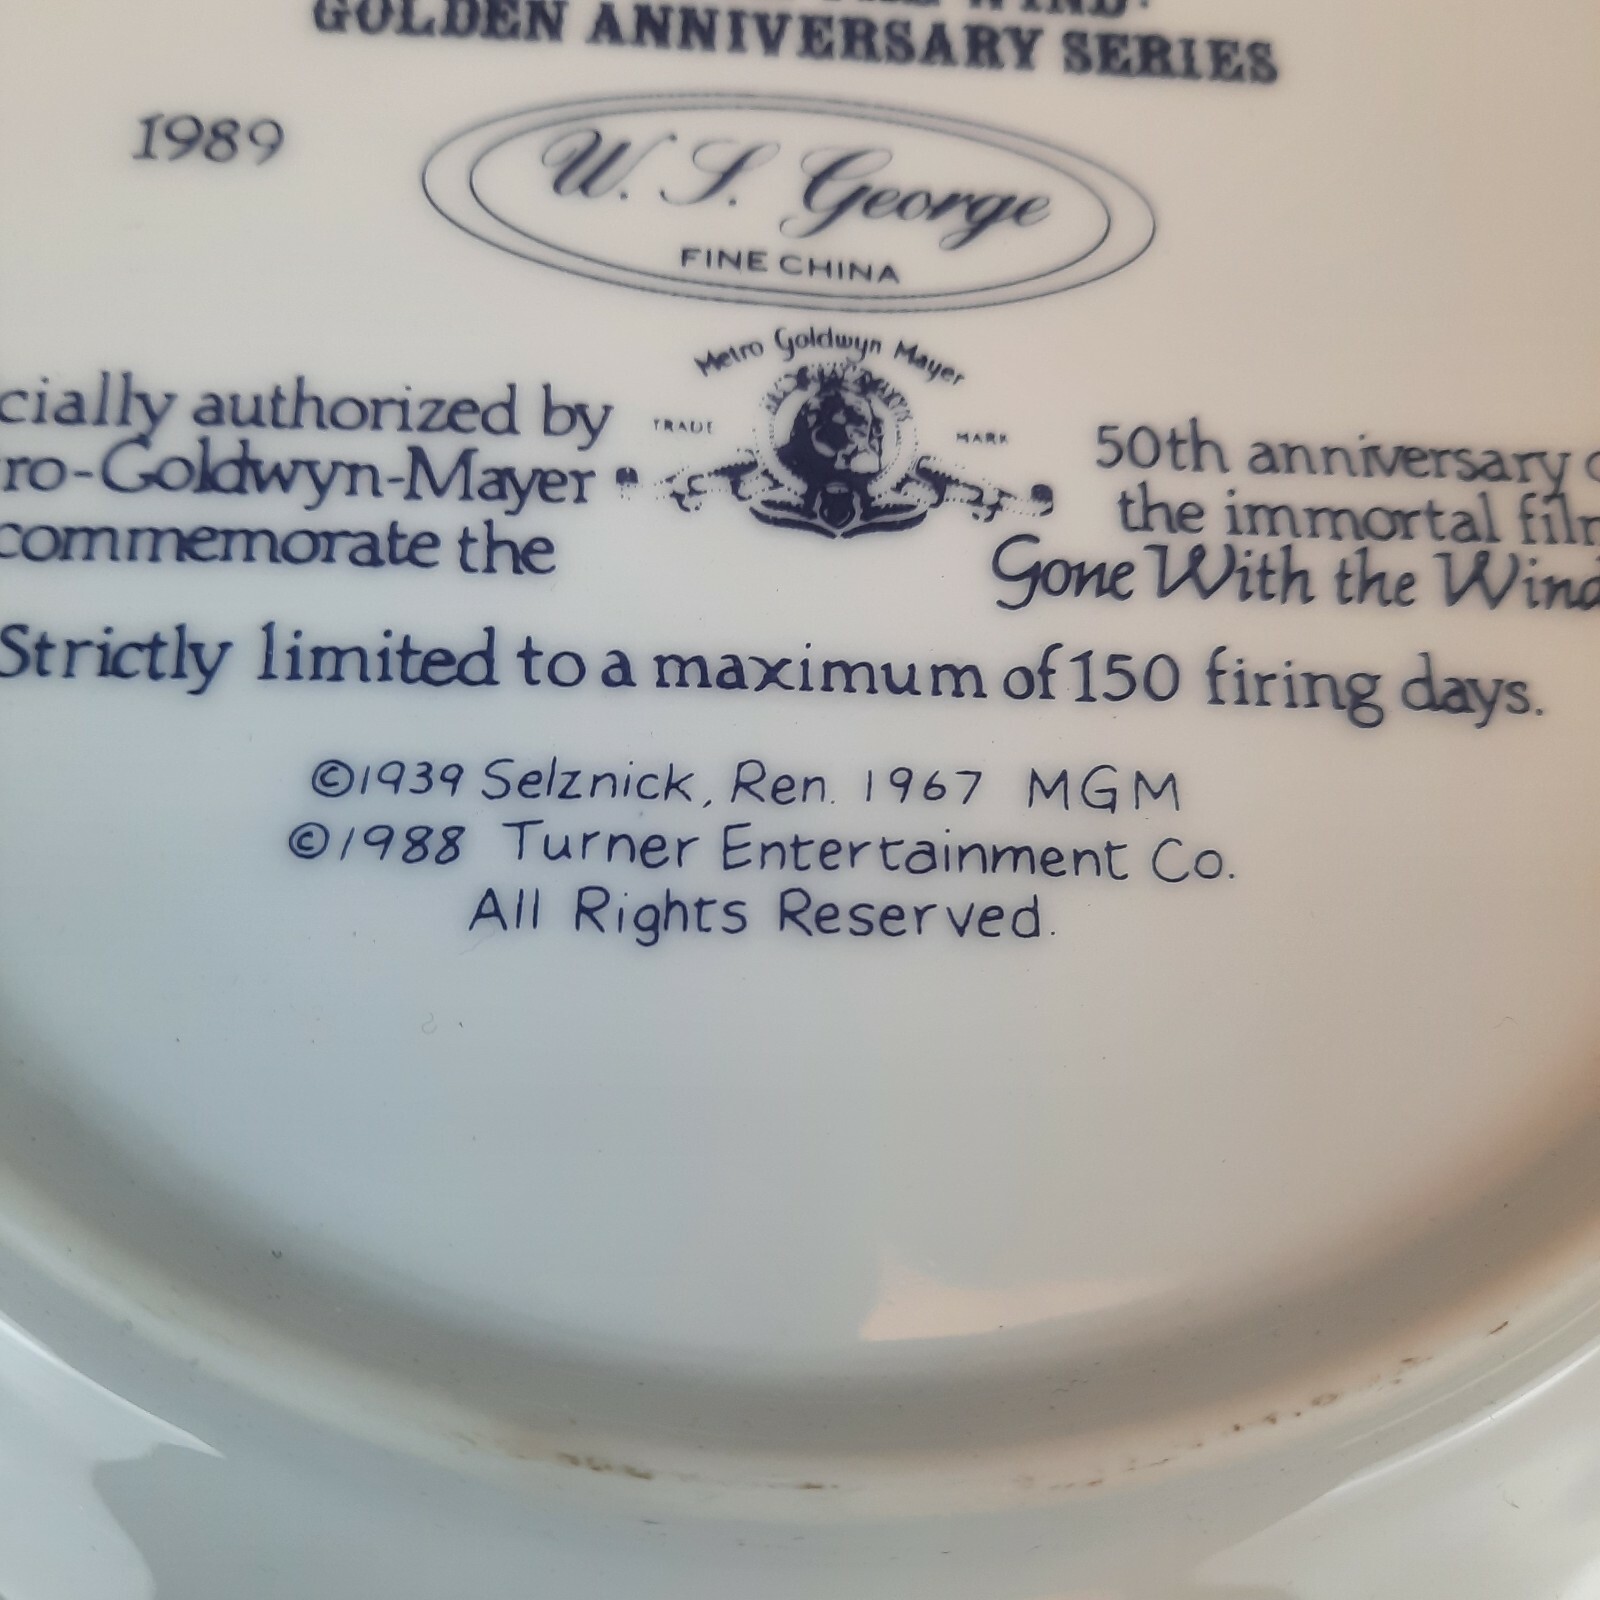 WIND
GOLDEN ANNIVERSARY SERIES
1989
W. S. George
FINE CHINA
Metro Goldwyn Mayer
TRADE MARK
cially authorized by
ro-Goldwyn-Mayer
commemorate the
50th anniversary
the immortal film
Gone With the Wind
Strictly limited to a maximum of 150 firing days.
©1939 Selznick, Ren. 1967 MGM
©1988 Turner Entertainment Co.
All Rights Reserved.